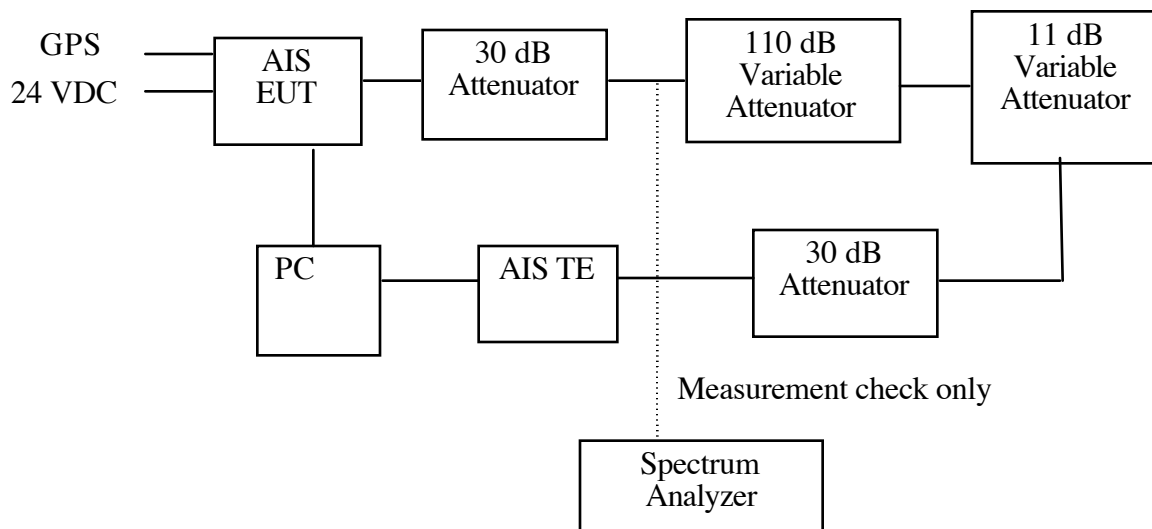 GPS
24 VDC
AIS
EUT
30 dB
Attenuator
110 dB
Variable
Attenuator
11 dB
Variable
Attenuator
PC
AIS TE
30 dB
Attenuator
Measurement check only
Spectrum
Analyzer